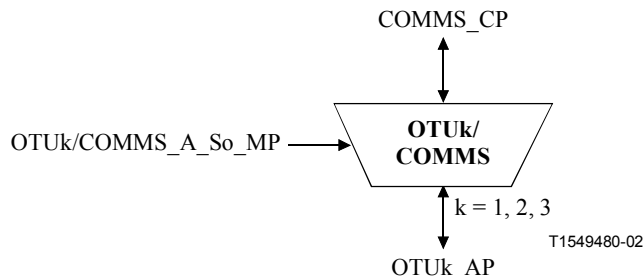 COMMS_CP
OTUk/COMMS_A_So_MP
OTUk/
COMMS
k = 1, 2, 3
T1549480-02
OTUk_AP